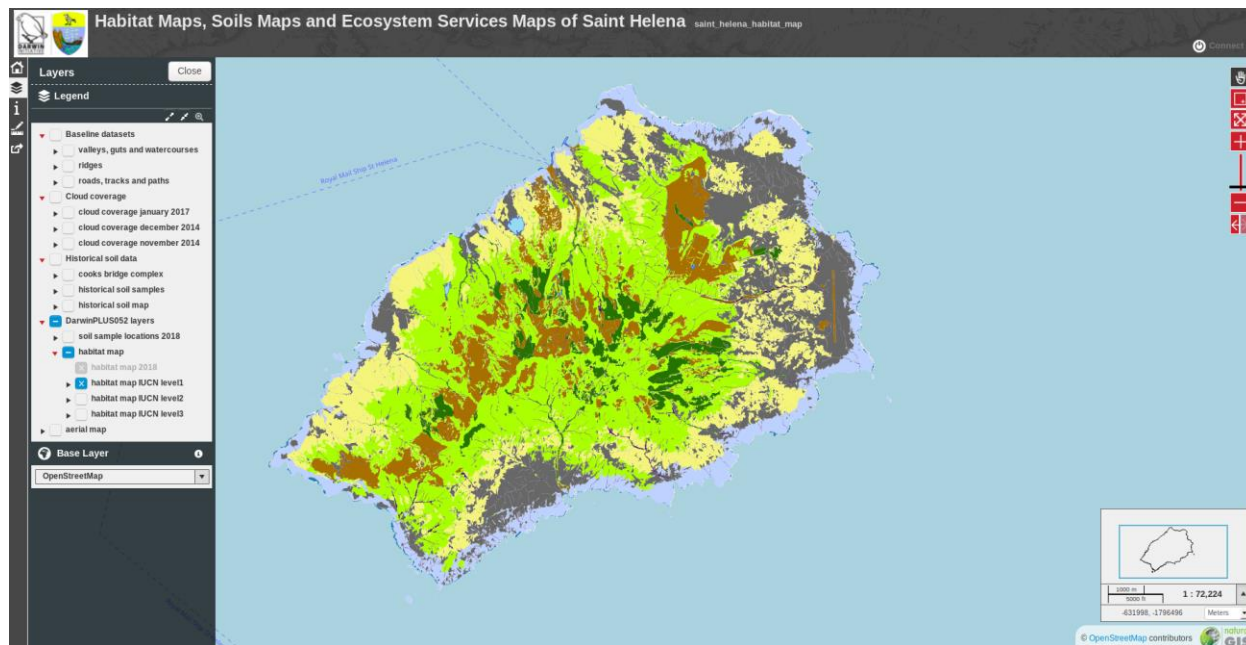 Habitat Maps, Soils Maps and Ecosystem Services Maps of Saint Helena saint_helena_habitat_map
DARWIN
Connect
Layers
Close
Legend
Baseline datasets
valleys, guts and watercourses
ridges
roads, tracks and paths
Cloud coverage
cloud coverage january 2017
cloud coverage december 2014
cloud coverage november 2014
Historical soil data
cooks bridge complex
historical soil samples
historical soil map
DarwinPLUS052 layers
soil sample locations 2018
habitat map
habitat map 2018
habitat map IUCN level1
habitat map IUCN level2
habitat map IUCN level3
aerial map
Base Layer
OpenStreetMap
Royal Mail Ship St Helena
1000 m
5000 ft
1 : 72,224
-631998, -1796496
Meters
© OpenStreetMap contributors
natural
GIS